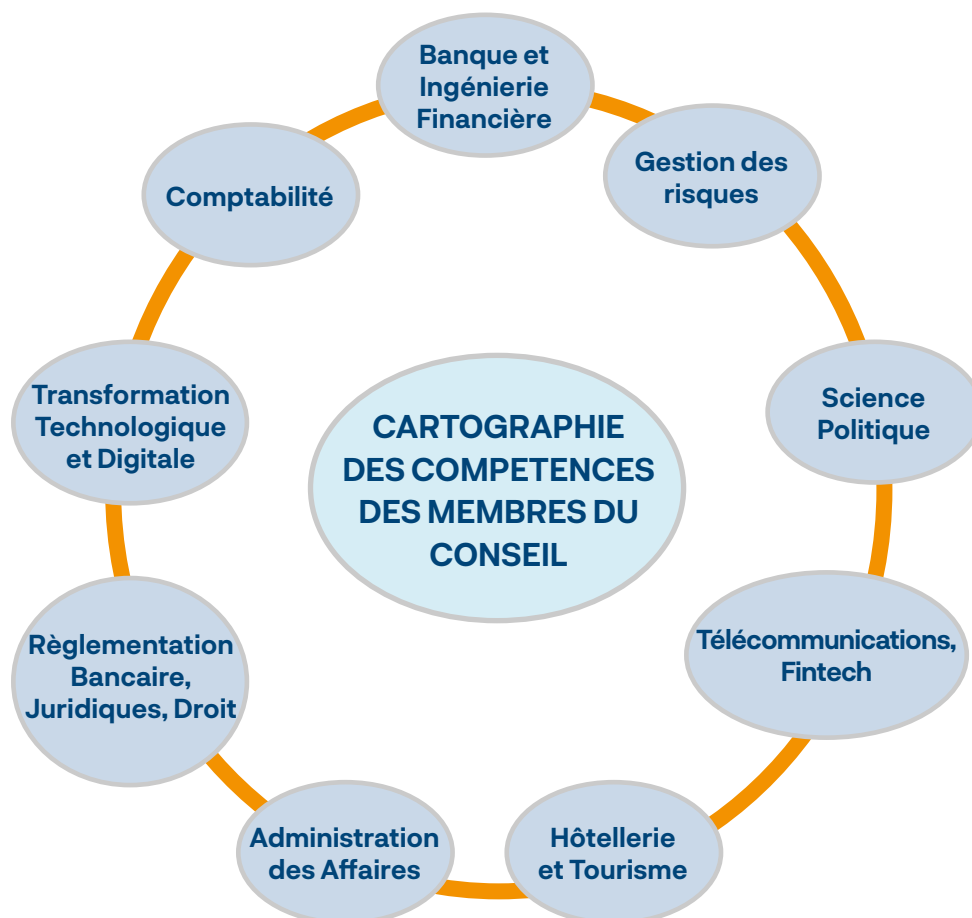 Banque et
Ingénierie
Financière
Gestion des
risques
Comptabilité
Science
Politique
Transformation
Technologique
et Digitale
CARTOGRAPHIE
DES COMPETENCES
DES MEMBRES DU
CONSEIL
Télécommunications,
Fintech
Règlementation
Bancaire,
Juridiques, Droit
Hôtellerie
et Tourisme
Administration
des Affaires